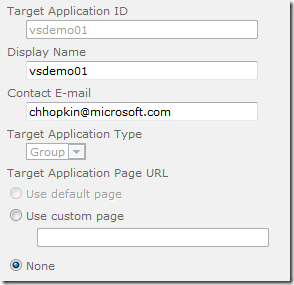 Target Application ID
vsdemo01
Display Name
vsdemo01
Contact E-mail
chhopkin@microsoft.com
Target Application Type
Group
Target Application Page URL
Use default page
Use custom page
None